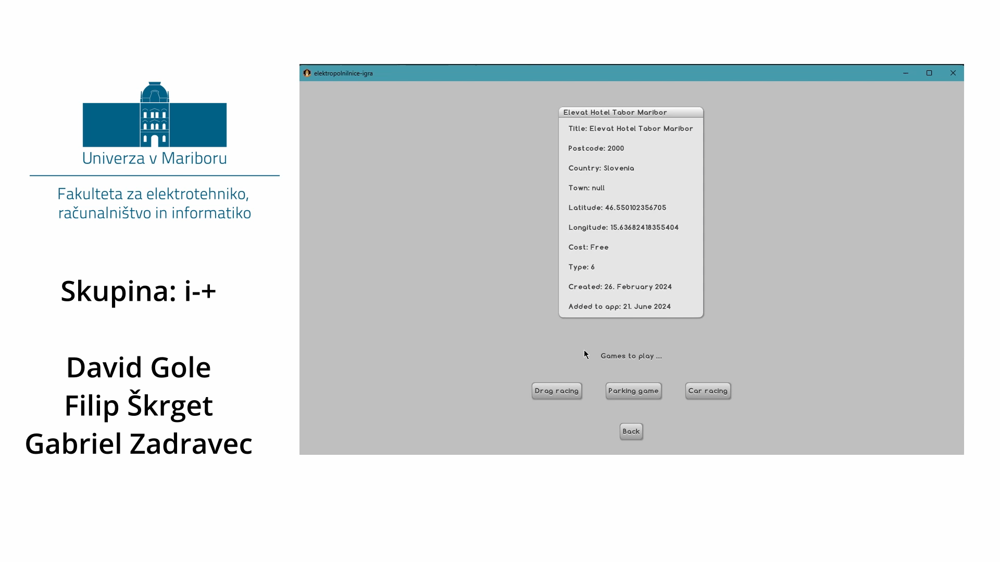 Univerza v Mariboru
Fakulteta za elektrotehniko,
računalništvo in informatiko
Skupina: i-+
David Gole
Filip Škrget
Gabriel Zadravec
elektropolnilnice-igra
Elevat Hotel Tabor Maribor
Title: Elevat Hotel Tabor Maribor
Postcode: 2000
Country: Slovenia
Town: null
Latitude: 46.550102356705
Longitude: 15.63682418355404
Cost: Free
Type: 6
Created: 26. February 2024
Added to app: 21. June 2024
Games to play ...
Drag racing
Parking game
Car racing
Back